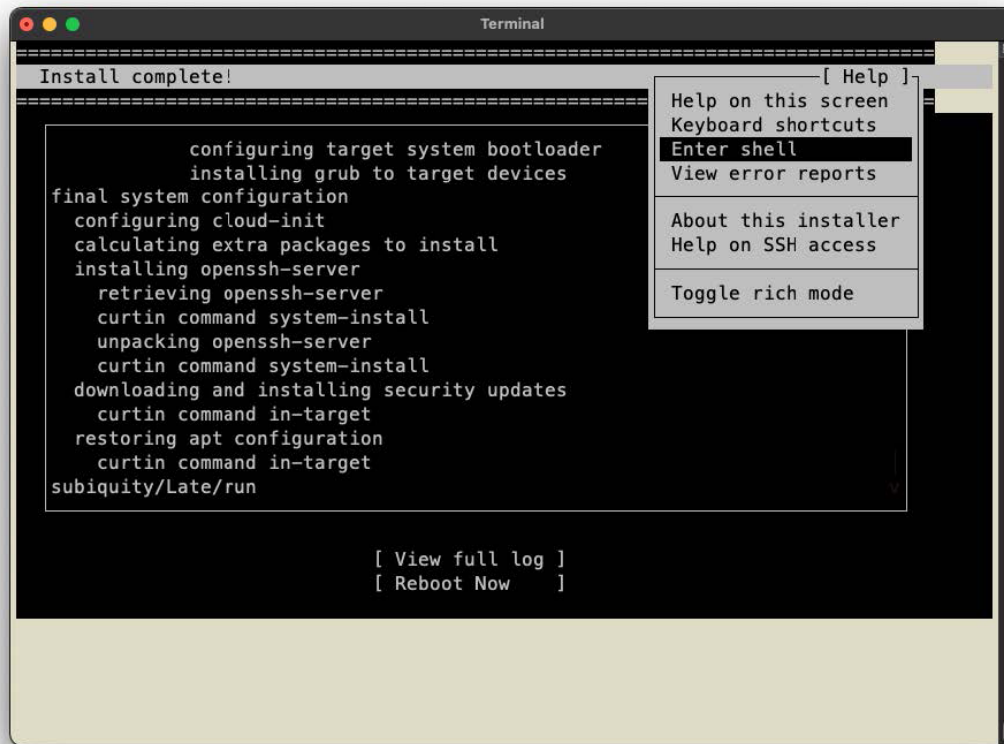 Terminal
================================================================================
Install complete!
================================================================================
[ Help ]
Help on this screen
Keyboard shortcuts
Enter shell
View error reports
About this installer
Help on SSH access
Toggle rich mode
configuring target system bootloader
installing grub to target devices
final system configuration
configuring cloud-init
calculating extra packages to install
installing openssh-server
retrieving openssh-server
curtin command system-install
unpacking openssh-server
curtin command system-install
downloading and installing security updates
curtin command in-target
restoring apt configuration
curtin command in-target
subiquity/Late/run
v
[ View full log ]
[ Reboot Now    ]